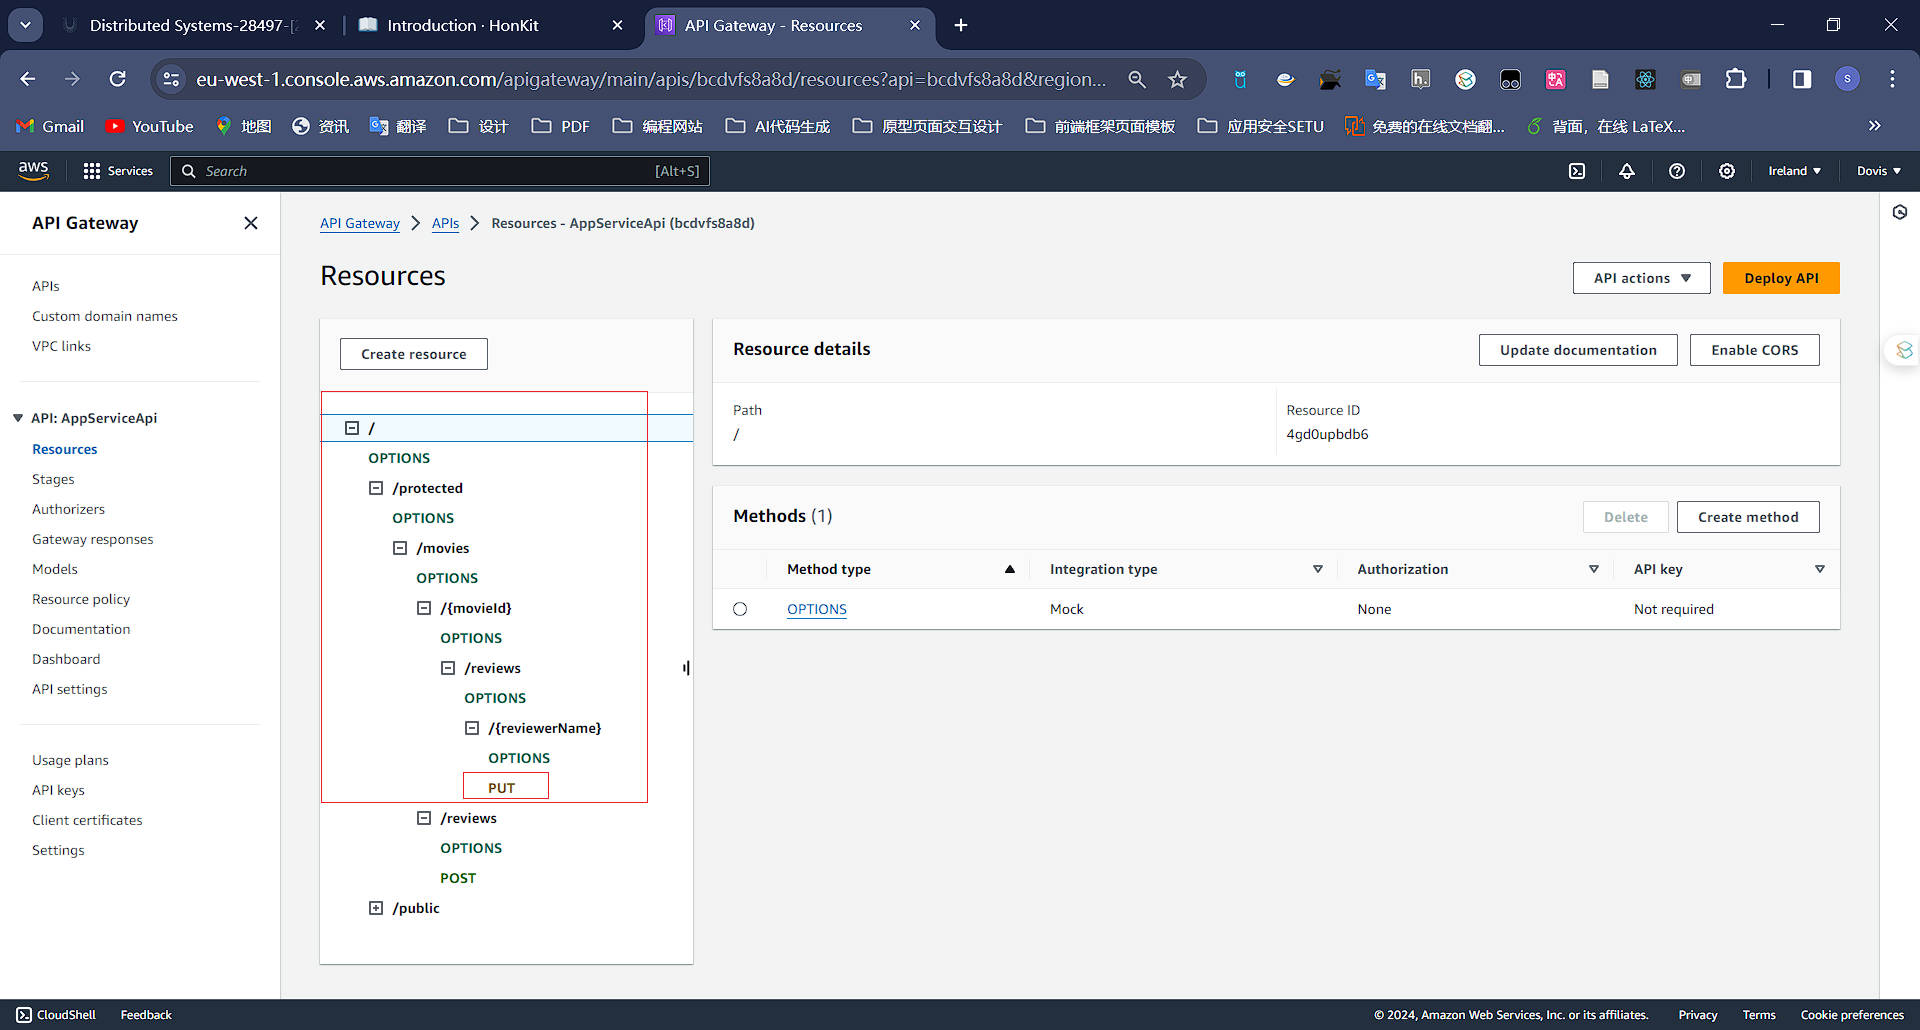 Distributed Systems-28497-[2
Introduction · HonKit
API Gateway - Resources
eu-west-1.console.aws.amazon.com/apigateway/main/apis/bcdvfs8a8d/resources?api=bcdvfs8a8d&region...
Gmail YouTube 地图 资讯 翻译 设计 PDF 编程网站 AI代码生成 原型页面交互设计 前端框架页面模板 应用安全SETU 免费的在线文档翻... 背面，在线 LaTeX...
aws Services Search [Alt+S] Ireland Dovis
API Gateway
APIs
Custom domain names
VPC links
API: AppServiceApi
Resources
Stages
Authorizers
Gateway responses
Models
Resource policy
Documentation
Dashboard
API settings
Usage plans
API keys
Client certificates
Settings
API Gateway > APIs > Resources - AppServiceApi (bcdvfs8a8d)
Resources
API actions
Deploy API
Create resource
/
OPTIONS
/protected
OPTIONS
/movies
OPTIONS
/{movieId}
OPTIONS
/reviews
OPTIONS
/{reviewerName}
OPTIONS
PUT
/reviews
OPTIONS
POST
/public
Resource details
Update documentation
Enable CORS
Path
/
Resource ID
4gd0upbdb6
Methods (1)
Delete
Create method
Method type Integration type Authorization API key
OPTIONS Mock None Not required
CloudShell Feedback © 2024, Amazon Web Services, Inc. or its affiliates. Privacy Terms Cookie preferences